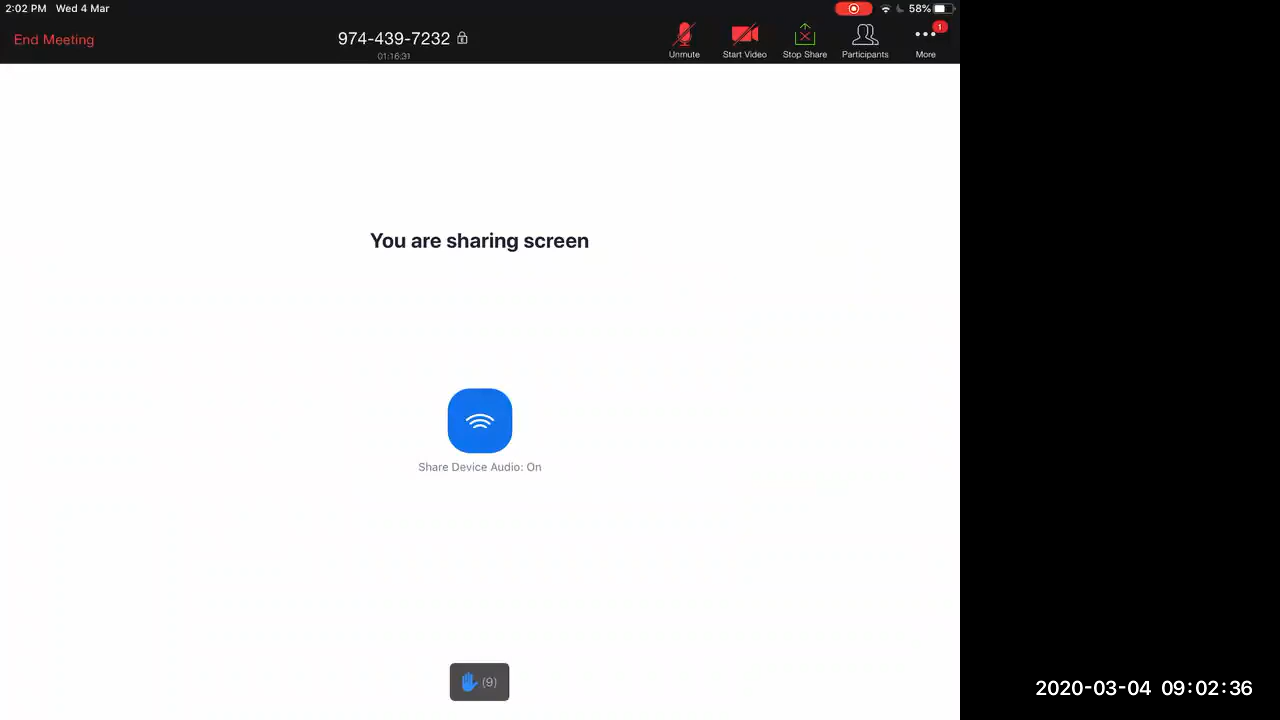 2:02 PM Wed 4 Mar
58%
End Meeting
974-439-7232
01:16:31
Unmute
Start Video
Stop Share
Participants
1
More
You are sharing screen
Share Device Audio: On
(9)
2020-03-04 09:02:36